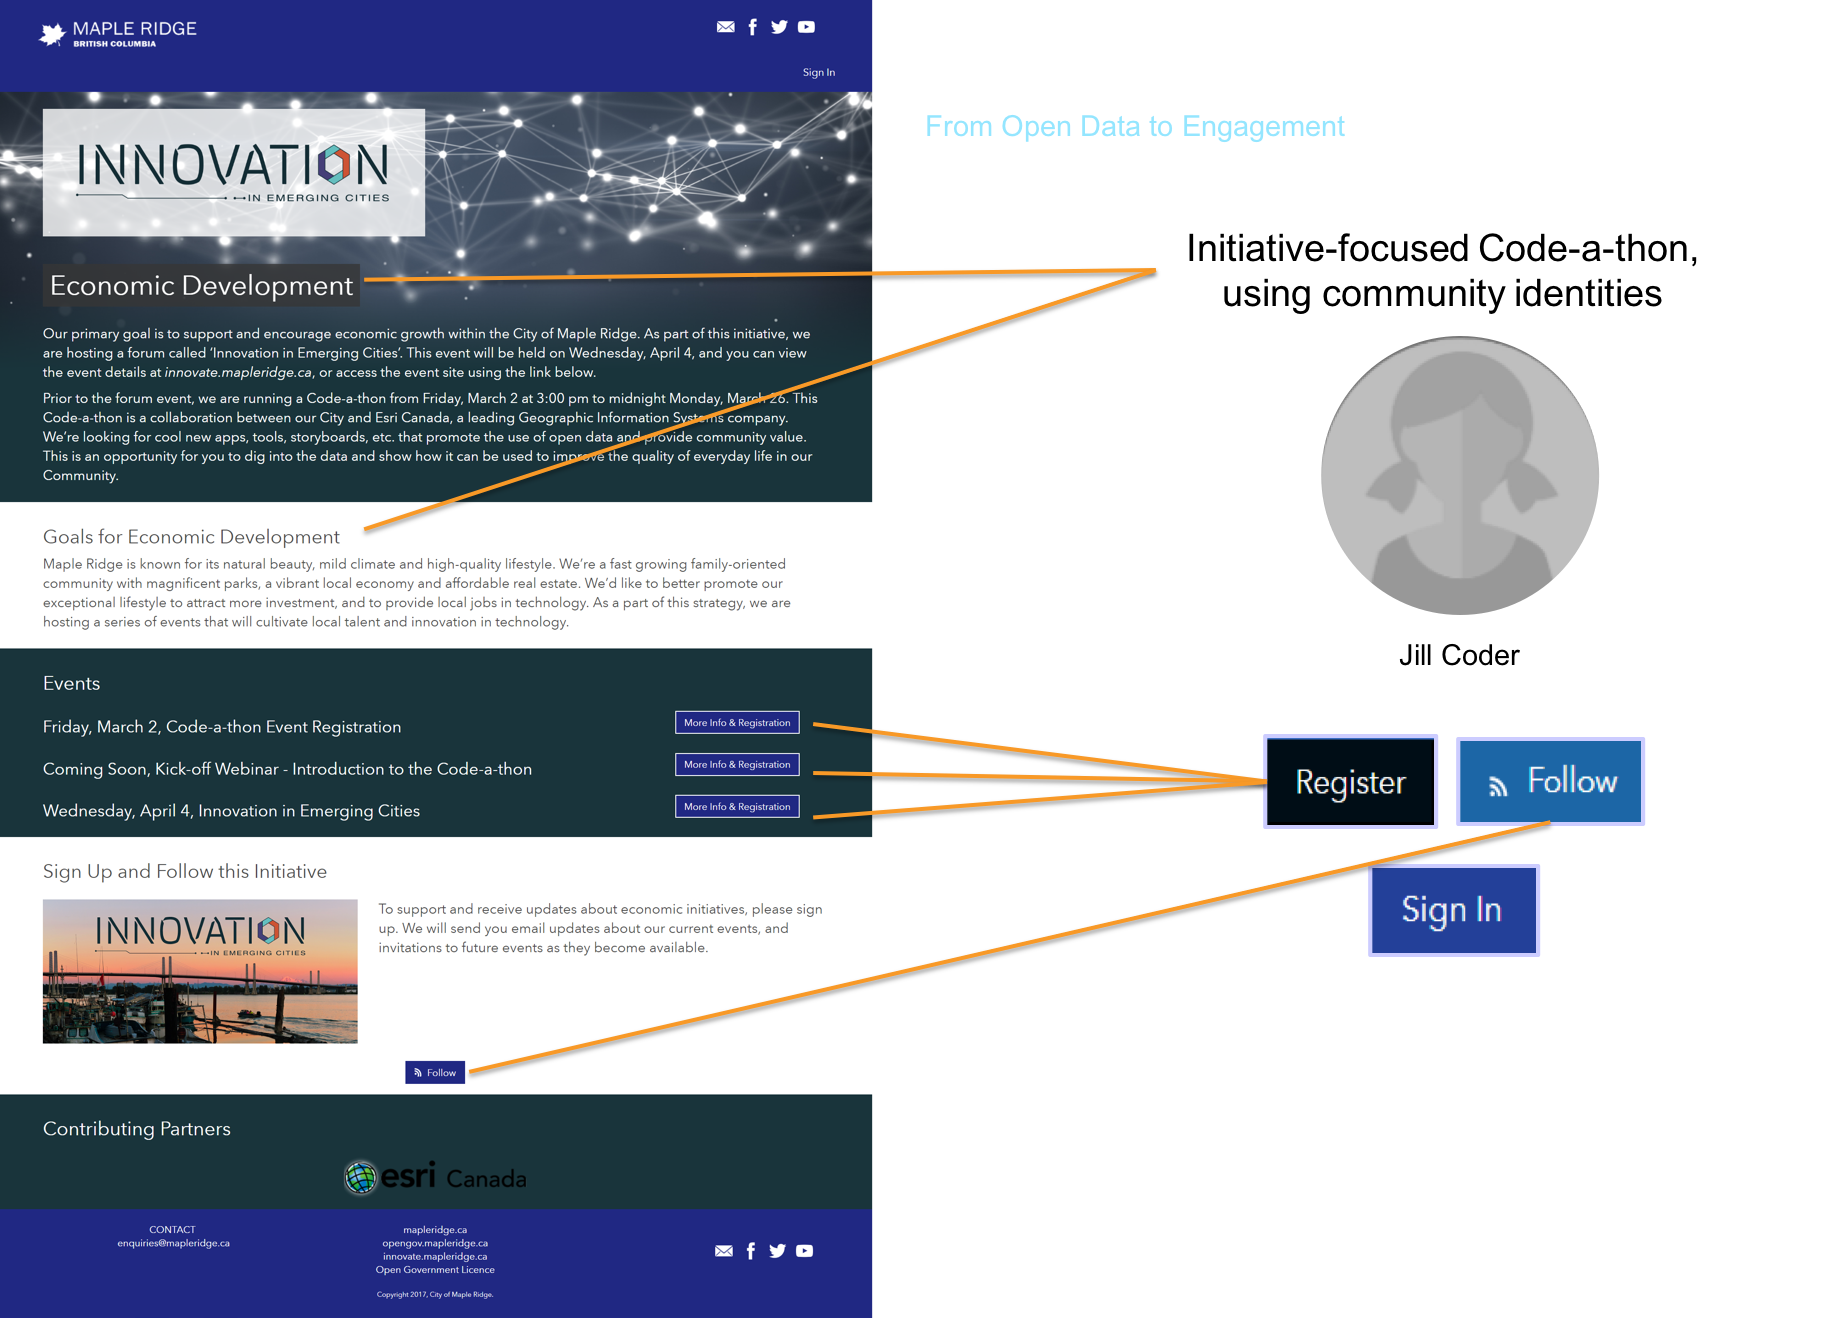 MAPLE RIDGE
BRITISH COLUMBIA
Sign In
INNOVATION
IN EMERGING CITIES
Economic Development
Our primary goal is to support and encourage economic growth within the City of Maple Ridge. As part of this initiative, we
are hosting a forum called ‘Innovation in Emerging Cities’. This event will be held on Wednesday, April 4, and you can view
the event details at innovate.mapleridge.ca, or access the event site using the link below.
Prior to the forum event, we are running a Code-a-thon from Friday, March 2 at 3:00 pm to midnight Monday, March 26. This
Code-a-thon is a collaboration between our City and Esri Canada, a leading Geographic Information Systems company.
We’re looking for cool new apps, tools, storyboards, etc. that promote the use of open data and provide community value.
This is an opportunity for you to dig into the data and show how it can be used to improve the quality of everyday life in our
Community.
Goals for Economic Development
Maple Ridge is known for its natural beauty, mild climate and high-quality lifestyle. We’re a fast growing family-oriented
community with magnificent parks, a vibrant local economy and affordable real estate. We’d like to better promote our
exceptional lifestyle to attract more investment, and to provide local jobs in technology. As a part of this strategy, we are
hosting a series of events that will cultivate local talent and innovation in technology.
Events
Friday, March 2, Code-a-thon Event Registration
More Info & Registration
Coming Soon, Kick-off Webinar - Introduction to the Code-a-thon
More Info & Registration
Wednesday, April 4, Innovation in Emerging Cities
More Info & Registration
Sign Up and Follow this Initiative
INNOVATION
IN EMERGING CITIES
To support and receive updates about economic initiatives, please sign
up. We will send you email updates about our current events, and
invitations to future events as they become available.
Follow
Contributing Partners
esri Canada
CONTACT
enquiries@mapleridge.ca
mapleridge.ca
opengov.mapleridge.ca
innovate.mapleridge.ca
Open Government Licence
Copyright 2017, City of Maple Ridge.
From Open Data to Engagement
Initiative-focused Code-a-thon,
using community identities
Jill Coder
Register
Follow
Sign In